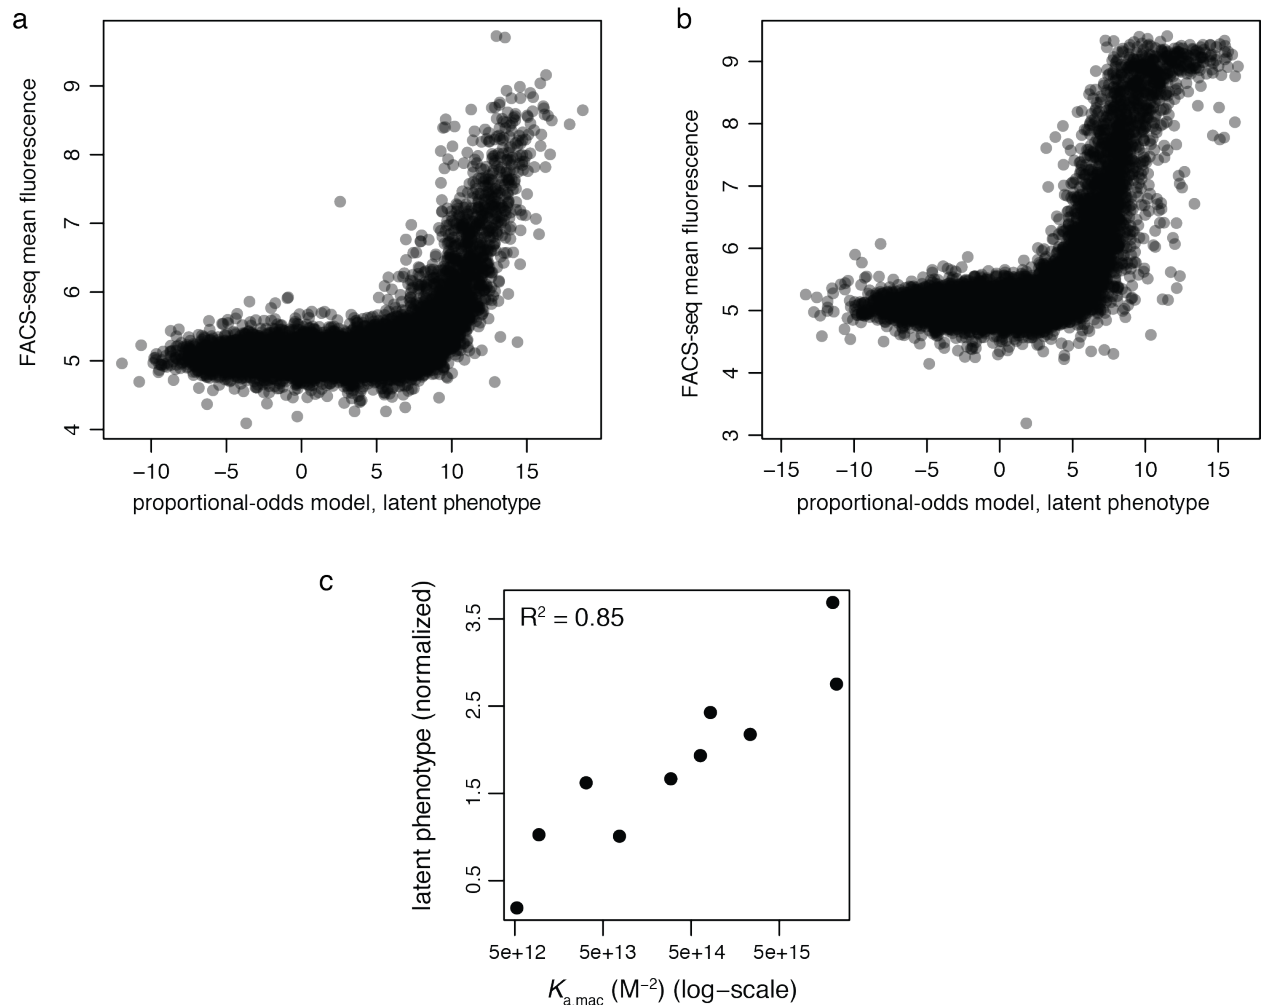 a
FACS-seq mean fluorescence
9
8
7
6
5
4
−10 −5 0 5 10 15
proportional-odds model, latent phenotype
b
FACS-seq mean fluorescence
9
8
7
6
5
4
3
−15 −10 −5 0 5 10 15
proportional-odds model, latent phenotype
c
latent phenotype (normalized)
3.5
2.5
1.5
0.5
R² = 0.85
5e+12 5e+13 5e+14 5e+15
Ka,mac (M⁻²) (log−scale)